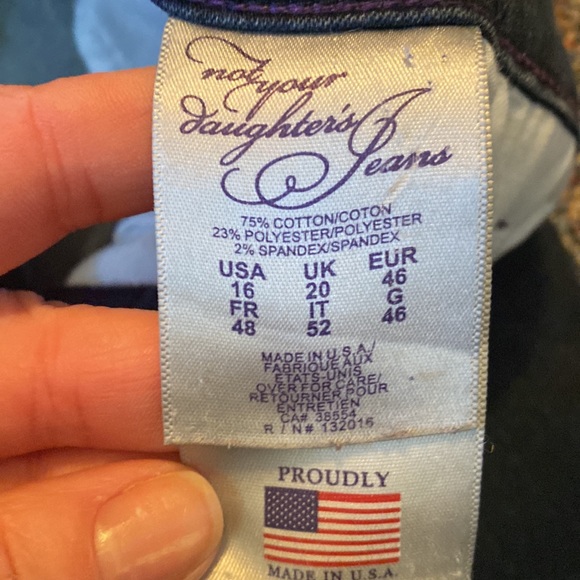 not your
daughter's
Jeans
75% COTTON/COTON
23% POLYESTER/POLYESTER
2% SPANDEX/SPANDEX
USA UK EUR
16 20 46
FR IT G
48 52 46
MADE IN U.S.A./
FABRIQUE AUX
ETATS-UNIS
OVER FOR CARE/
RETOURNER POUR
ENTRETIEN
CA# 38554
R / N# 132016
PROUDLY
MADE IN U.S.A.